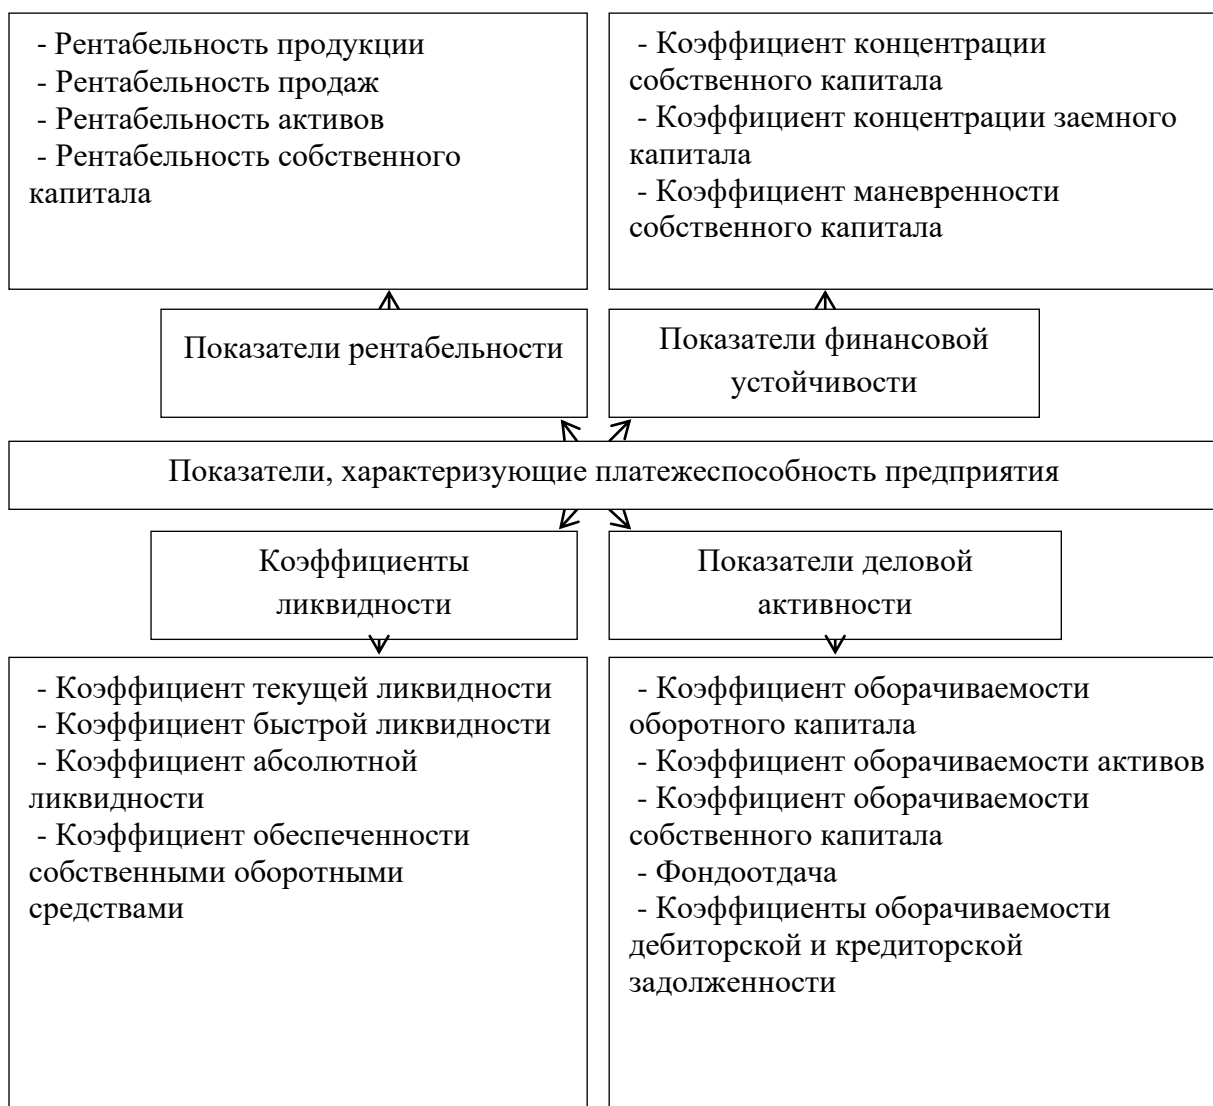 - Рентабельность продукции
- Рентабельность продаж
- Рентабельность активов
- Рентабельность собственного
капитала
- Коэффициент концентрации
собственного капитала
- Коэффициент концентрации заемного
капитала
- Коэффициент маневренности
собственного капитала
Показатели рентабельности
Показатели финансовой
устойчивости
Показатели, характеризующие платежеспособность предприятия
Коэффициенты
ликвидности
Показатели деловой
активности
- Коэффициент текущей ликвидности
- Коэффициент быстрой ликвидности
- Коэффициент абсолютной
ликвидности
- Коэффициент обеспеченности
собственными оборотными
средствами
- Коэффициент оборачиваемости
оборотного капитала
- Коэффициент оборачиваемости активов
- Коэффициент оборачиваемости
собственного капитала
- Фондоотдача
- Коэффициенты оборачиваемости
дебиторской и кредиторской
задолженности